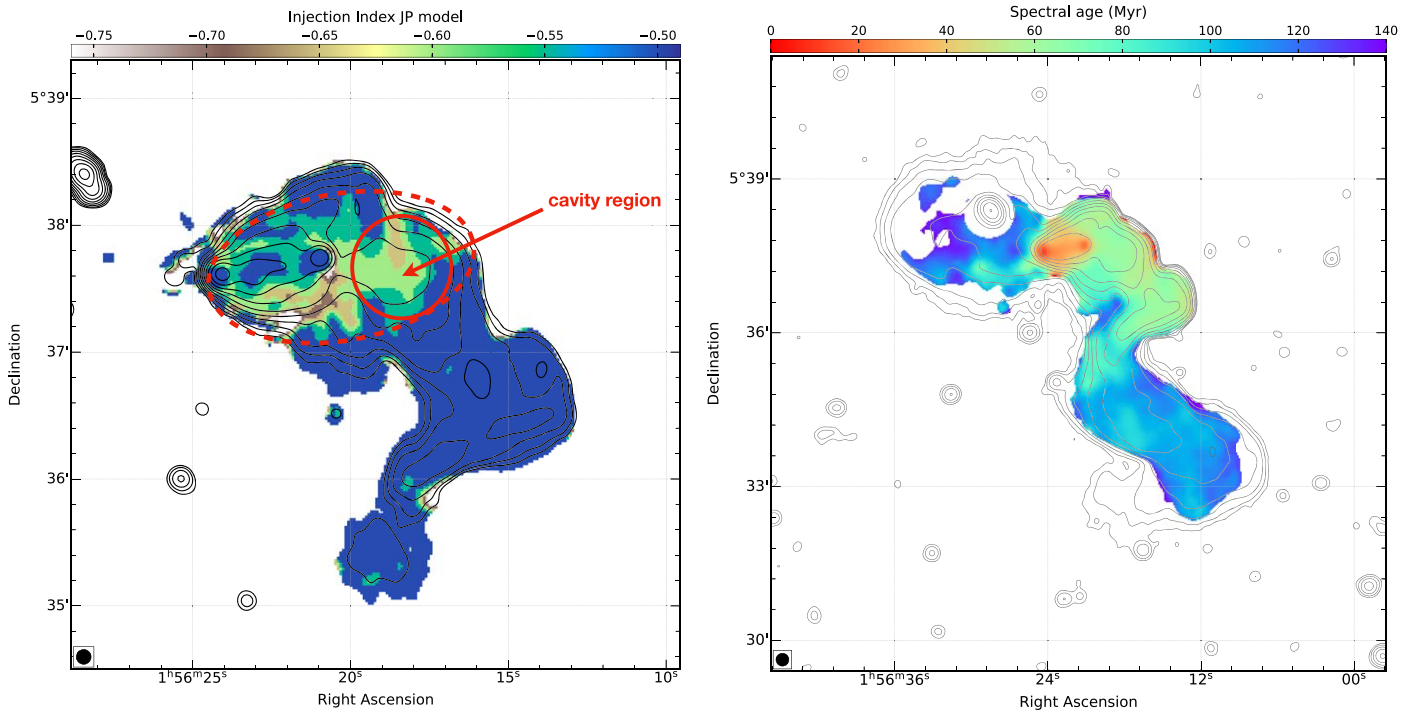 Injection Index JP model
−0.75 −0.70 −0.65 −0.60 −0.55 −0.50
5°39'
38'
37'
36'
35'
Declination
cavity region
1ʰ56ᵐ25ˢ 20ˢ 15ˢ 10ˢ
Right Ascension
Spectral age (Myr)
0 20 40 60 80 100 120 140
5°39'
36'
33'
30'
Declination
1ʰ56ᵐ36ˢ 24ˢ 12ˢ 00ˢ
Right Ascension